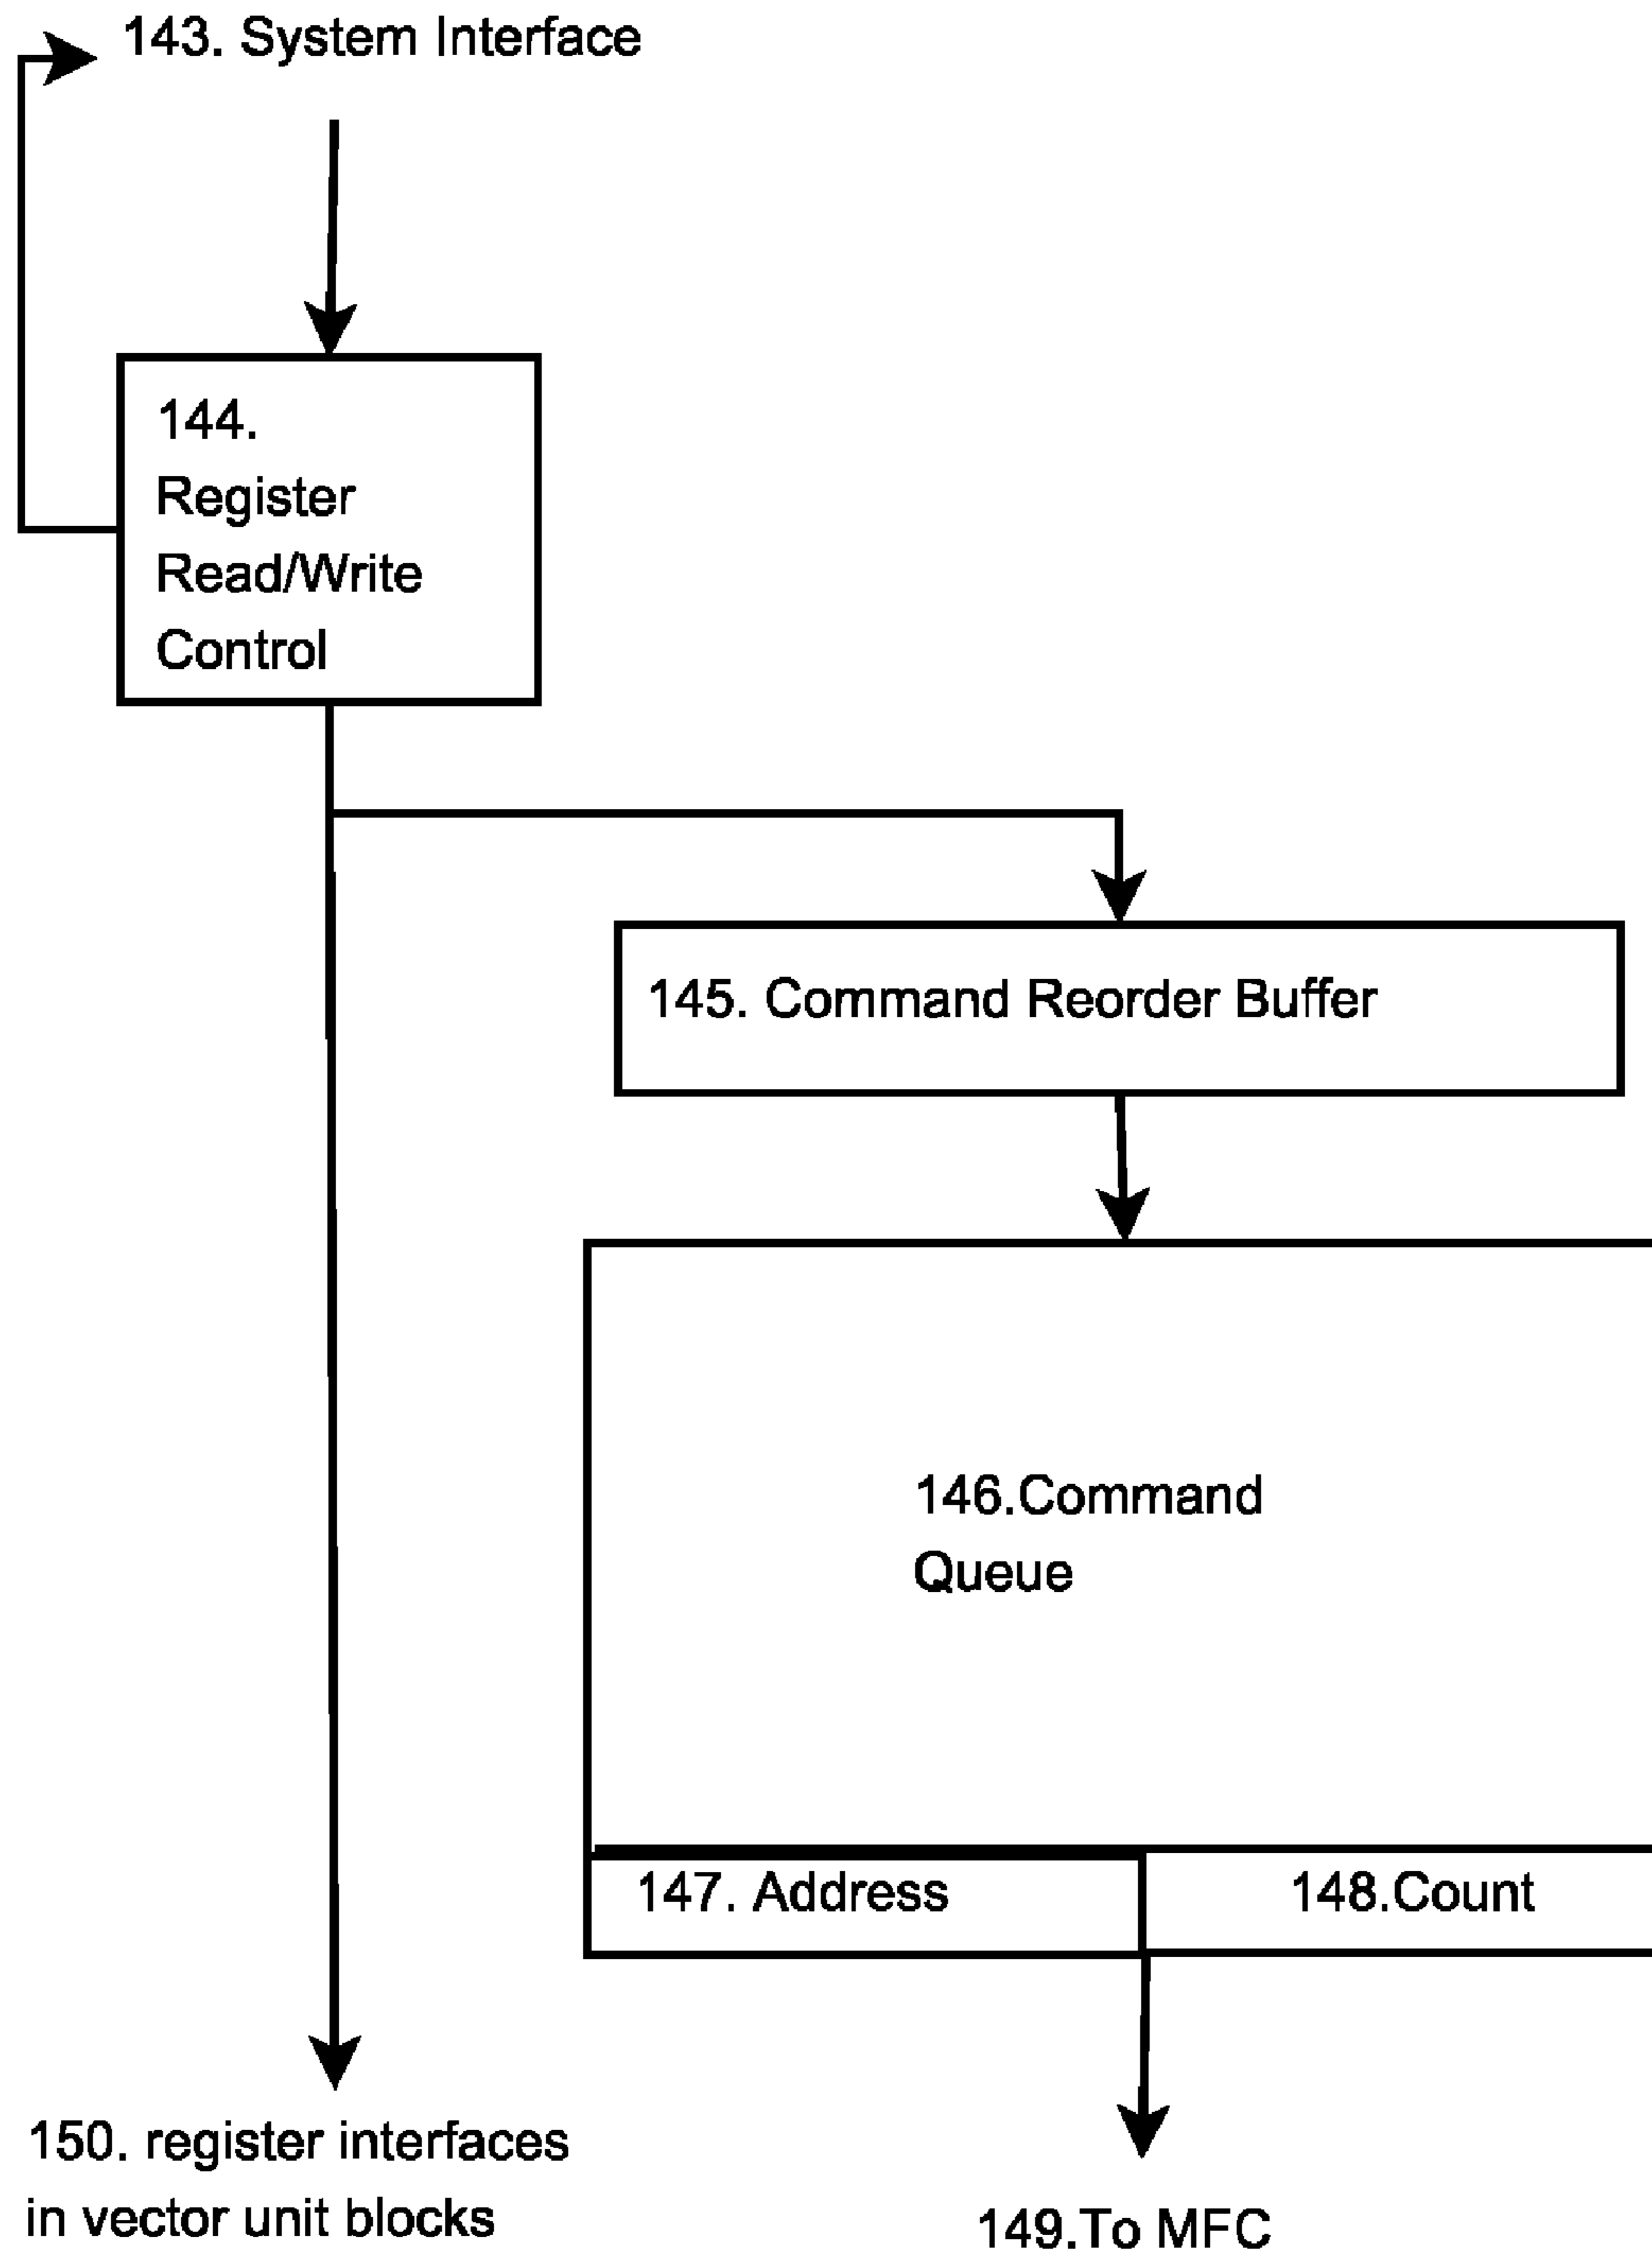 143. System Interface
144.
Register
Read/Write
Control
145. Command Reorder Buffer
146.Command
Queue
147. Address
148.Count
150. register interfaces
in vector unit blocks
149.To MFC